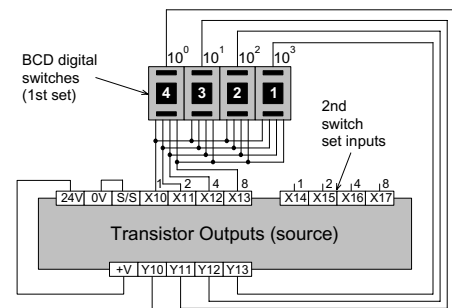 10⁰ 10¹ 10² 10³
BCD digital
switches
(1st set)
4 3 2 1
2nd
switch
set inputs
1 2 4 8 1 2 4 8
24V 0V S/S X10 X11 X12 X13 X14 X15 X16 X17
Transistor Outputs (source)
+V Y10 Y11 Y12 Y13